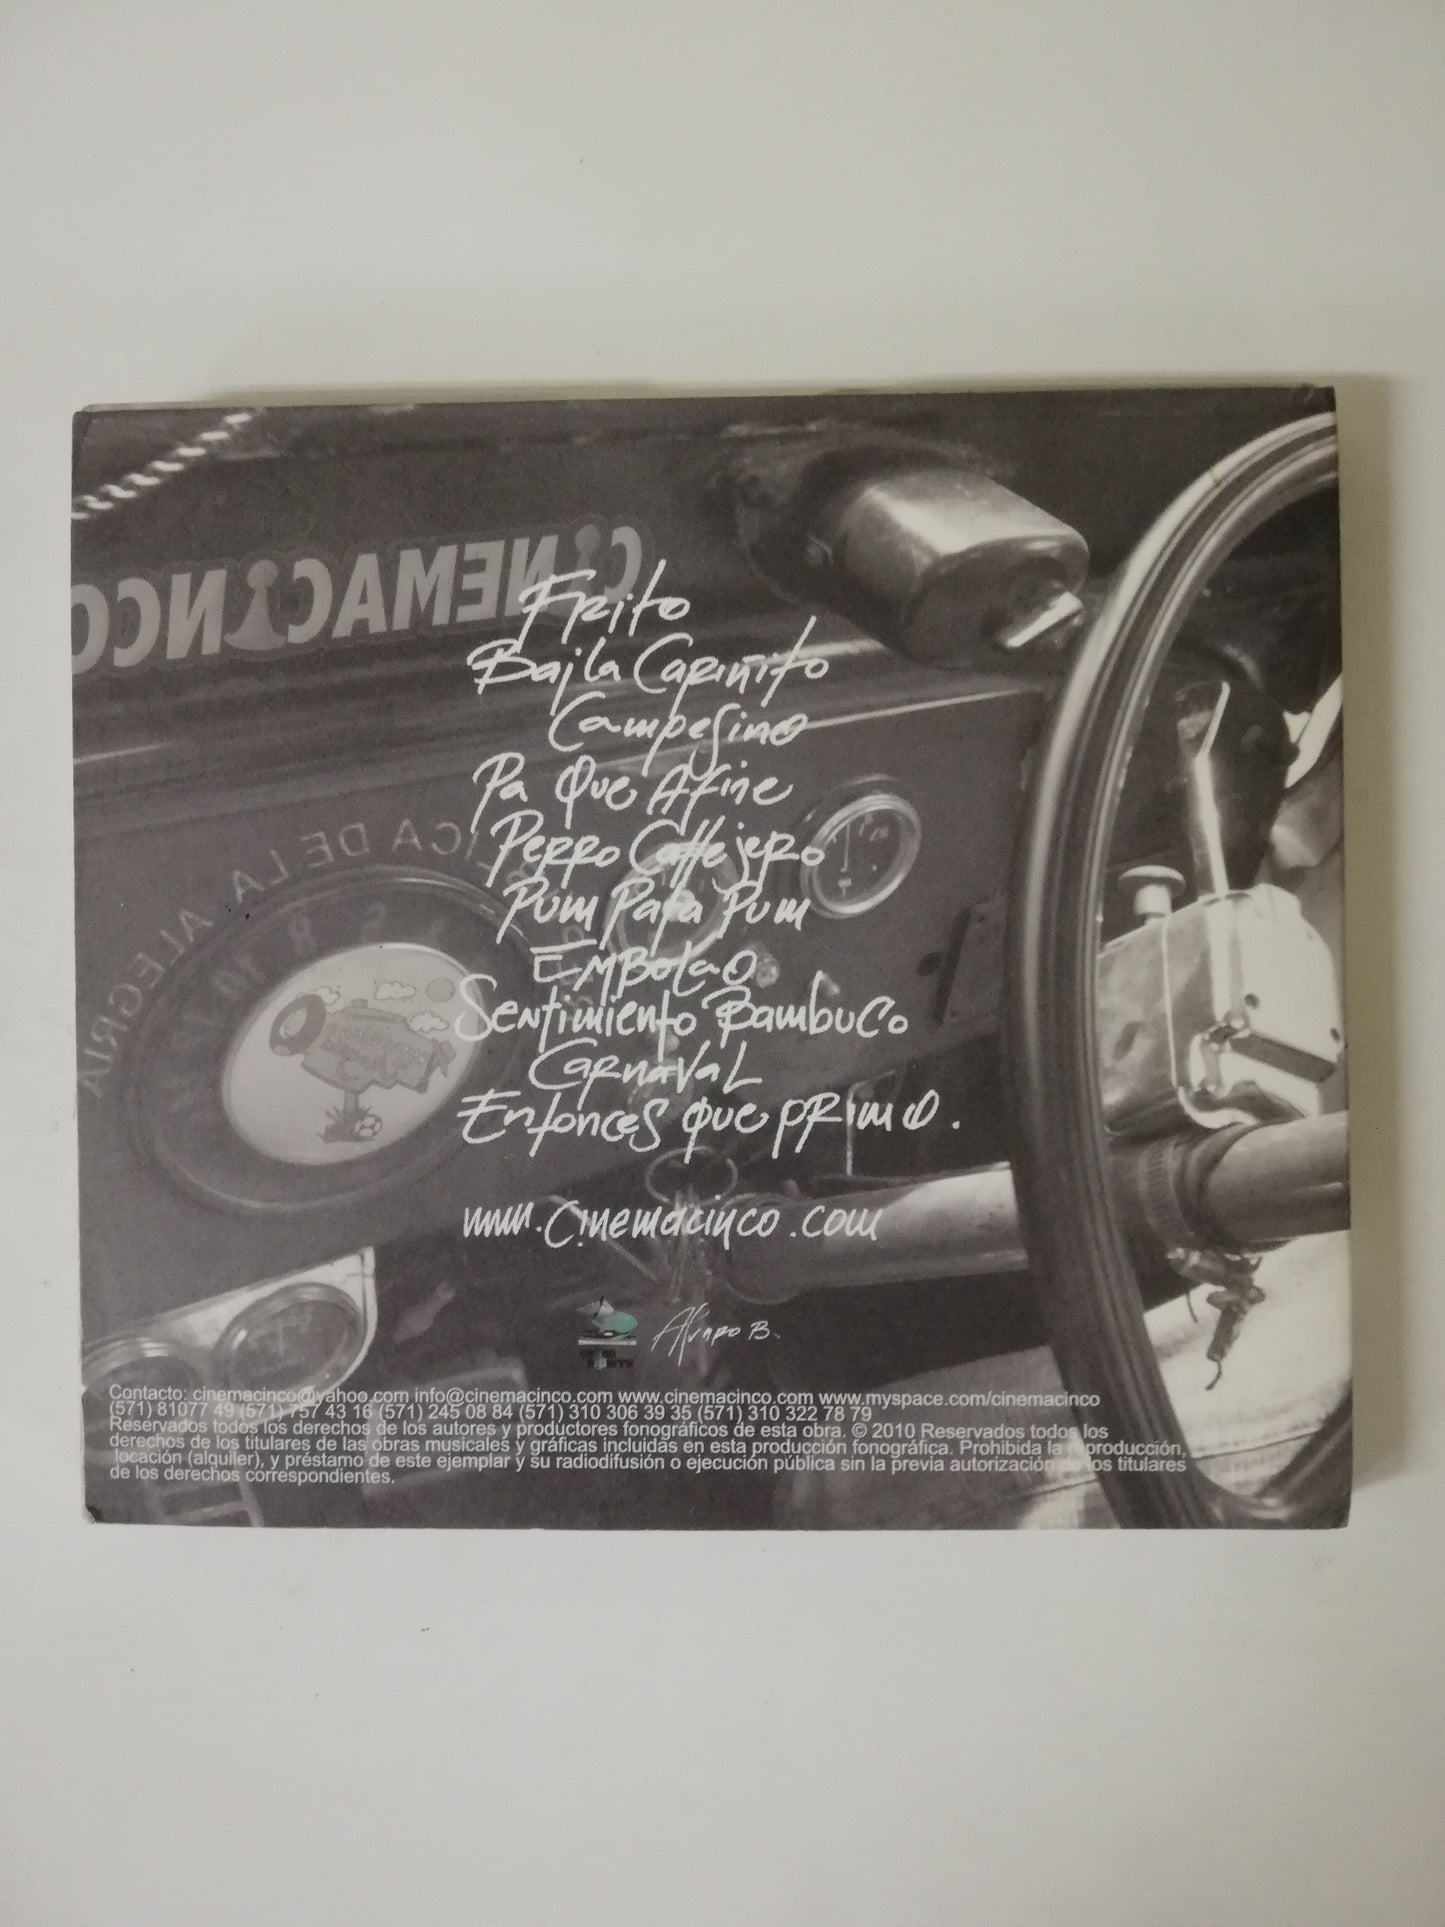 CINEMACINCO
Frito
Baila Cariñito
Campesino
Pa Que Afine
Perro Callejero
Pum Papa Pum
Embolao
Sentimiento Bambuco
Carnaval
Entonces Que Primo.
DE LA ALEGRIA
www.Cinemacinco.com
Alvaro B.
Contacto: cinemacinco@yahoo.com info@cinemacinco.com www.cinemacinco.com www.myspace.com/cinemacinco
(571) 81077 49 (571) 757 43 16 (571) 245 08 84 (571) 310 306 39 35 (571) 310 322 78 79
Reservados todos los derechos de los autores y productores fonográficos de esta obra. © 2010 Reservados todos los
derechos de los titulares de las obras musicales y gráficas incluidas en esta producción fonográfica. Prohibida la reproducción,
locación (alquiler), y préstamo de este ejemplar y su radiodifusión o ejecución pública sin la previa autorización de los titulares
de los derechos correspondientes.